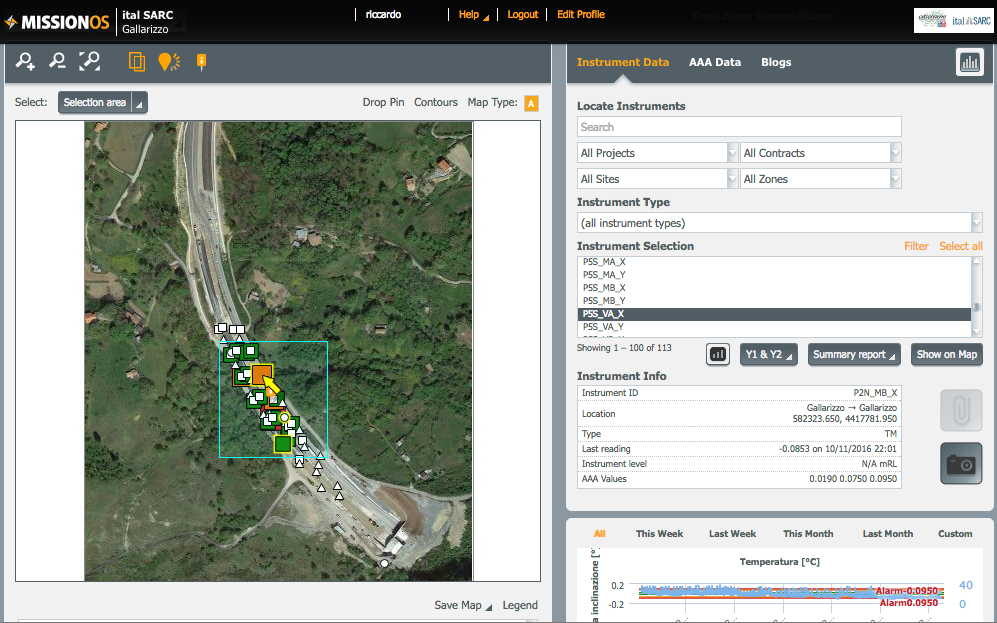 MISSIONOS
ital SARC
Gallarizzo
riccardo
Help
Logout
Edit Profile
ital SARC
Select:
Selection area
Drop Pin
Contours
Map Type:
A
Save Map
Legend
Instrument Data
AAA Data
Blogs
Locate Instruments
Search
All Projects
All Contracts
All Sites
All Zones
Instrument Type
(all instrument types)
Instrument Selection
Filter
Select all
P5S_MA_X
P5S_MA_Y
P5S_MB_X
P5S_MB_Y
P5S_VA_X
P5S_VA_Y
Showing 1 – 100 of 113
Y1 & Y2
Summary report
Show on Map
Instrument Info
Instrument ID P2N_MB_X
Location Gallarizzo → Gallarizzo
582323.650, 4417781.950
Type TM
Last reading -0.0853 on 10/11/2016 22:01
Instrument level N/A mRL
AAA Values 0.0190 0.0750 0.0950
All
This Week
Last Week
This Month
Last Month
Custom
Temperatura [°C]
a inclinazione [°
0.2
-0.2
Alarm-0.0950
Alarm0.0950
40
0